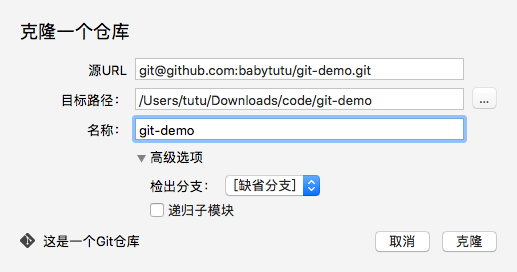 克隆一个仓库
源URL git@github.com:babytutu/git-demo.git
目标路径： /Users/tutu/Downloads/code/git-demo ...
名称： git-demo
高级选项
检出分支： [缺省分支]
递归子模块
这是一个Git仓库 取消 克隆